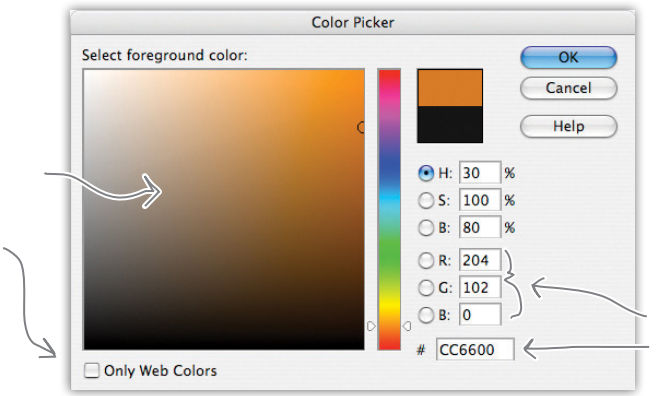 Color Picker
Select foreground color:
OK
Cancel
Help
H: 30 %
S: 100 %
B: 80 %
R: 204
G: 102
B: 0
# CC6600
Only Web Colors